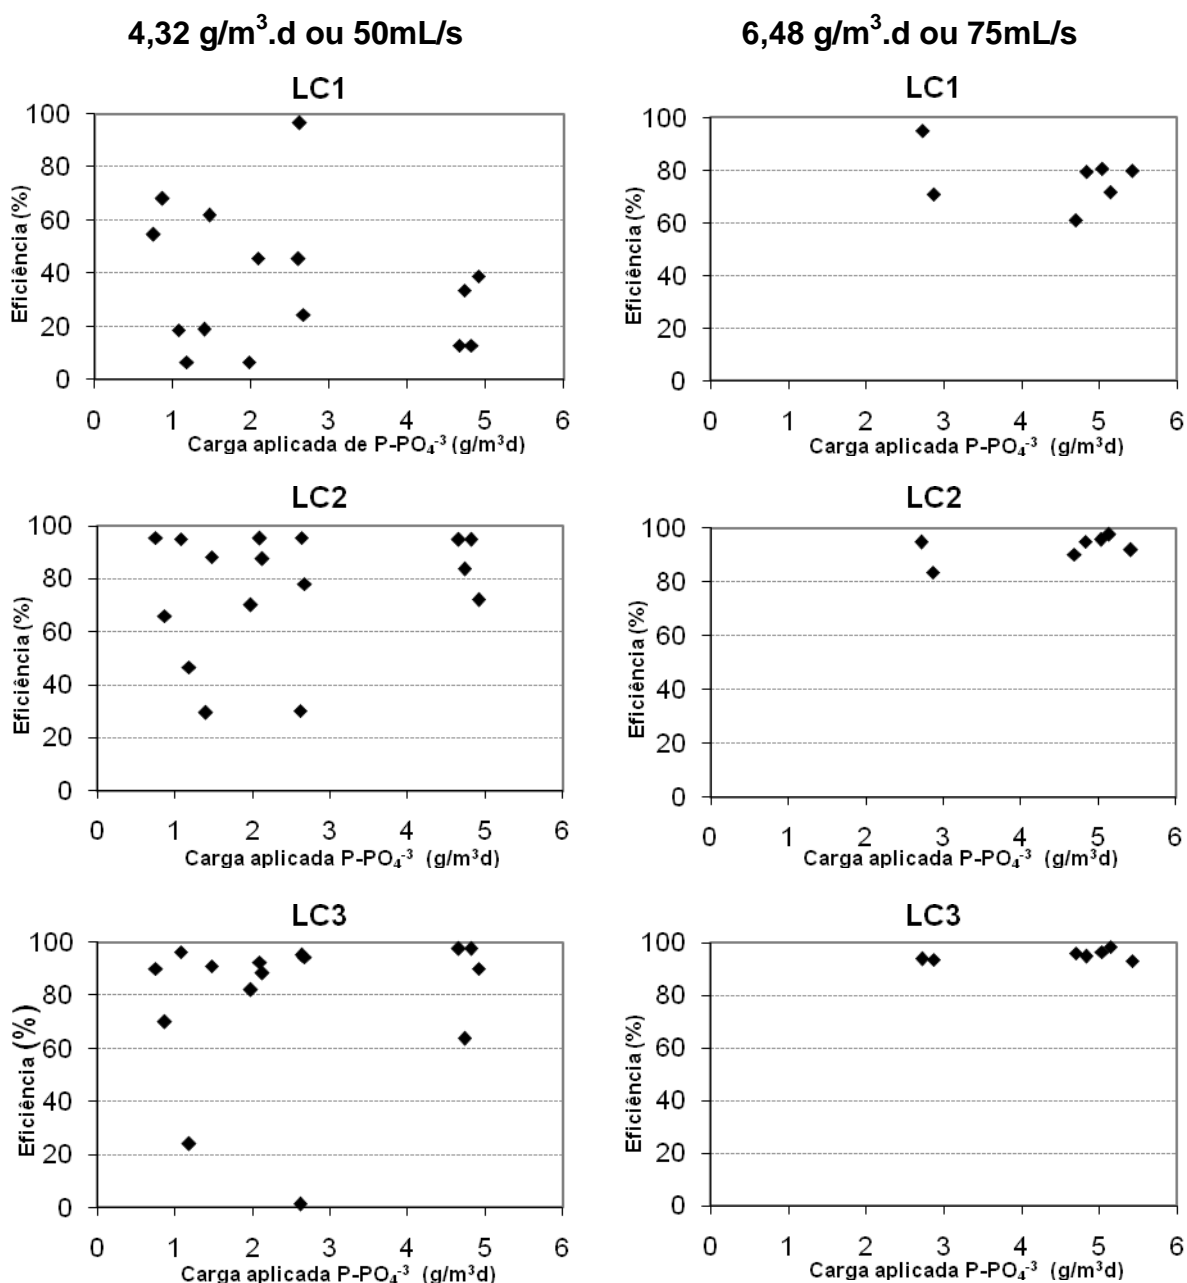 4,32 g/m³.d ou 50mL/s
6,48 g/m³.d ou 75mL/s
LC1
100
80
60
40
20
0
Eficiência (%)
0 1 2 3 4 5 6
Carga aplicada de P-PO₄⁻³ (g/m³d)
LC1
100
80
60
40
20
0
Eficiência (%)
0 1 2 3 4 5 6
Carga aplicada P-PO₄⁻³ (g/m³d)
LC2
100
80
60
40
20
0
Eficiência (%)
0 1 2 3 4 5 6
Carga aplicada P-PO₄⁻³ (g/m³d)
LC2
100
80
60
40
20
0
Eficiência (%)
0 1 2 3 4 5 6
Carga aplicada P-PO₄⁻³ (g/m³d)
LC3
100
80
60
40
20
0
Eficiência (%)
0 1 2 3 4 5 6
Carga aplicada P-PO₄⁻³ (g/m³d)
LC3
100
80
60
40
20
0
Eficiência (%)
0 1 2 3 4 5 6
Carga aplicada P-PO₄⁻³ (g/m³d)